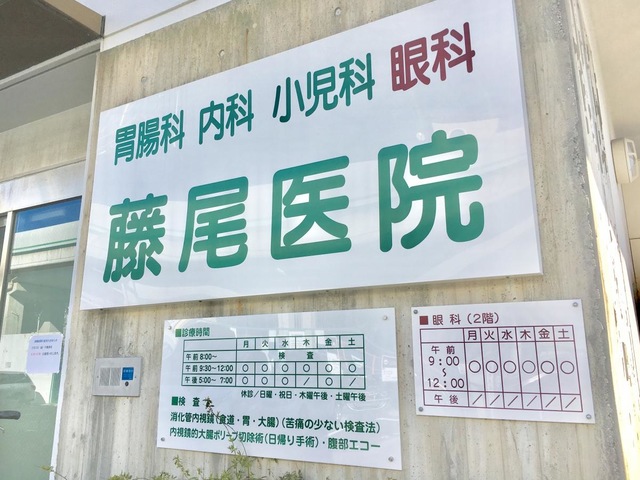 胃腸科 内科 小児科 眼科
藤尾医院
■診療時間
月 火 水 木 金 土
午前 8:00～ 検査
午前 9:30～12:00 ○ ○ ○ ○ ○ ○
午後 5:00～ 7:00 ○ ○ ○ ／ ○ ／
休診／日曜・祝日・木曜午後・土曜午後
■検査
消化管内視鏡（食道・胃・大腸）（苦痛の少ない検査法）
内視鏡的大腸ポリープ切除術（日帰り手術）・腹部エコー
■眼科（2階）
月 火 水 木 金 土
午前 9:00～12:00 ○ ○ ○ ○ ○ ○
午後 ／ ／ ／ ／ ／ ／